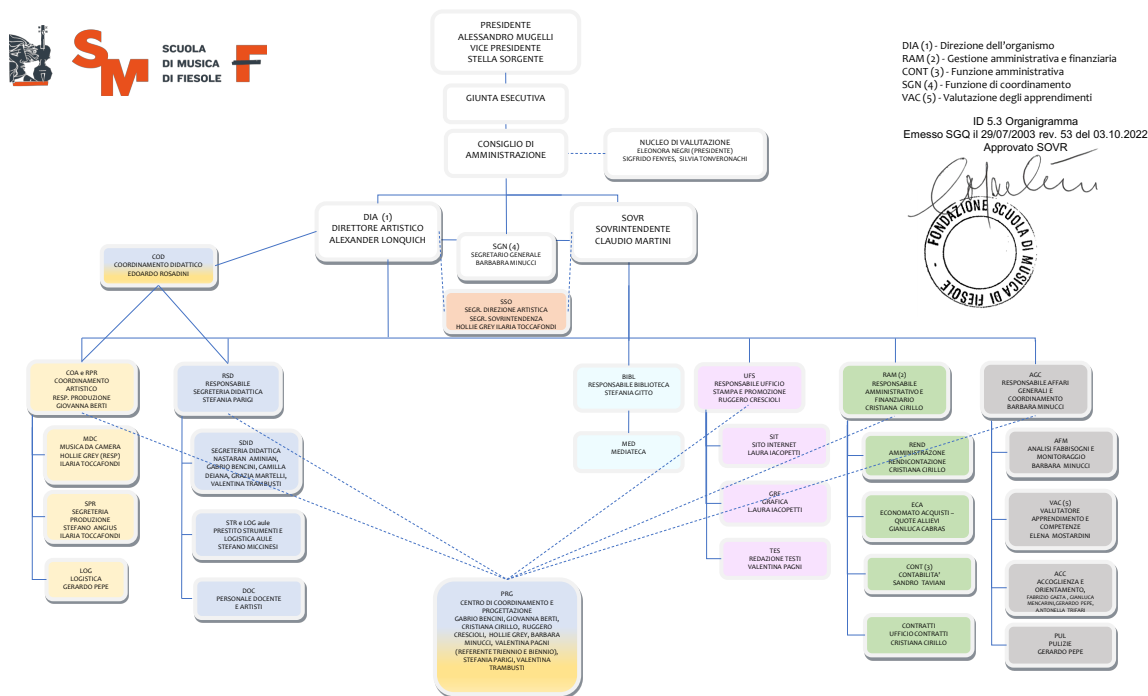 SM
SCUOLA
DI MUSICA
DI FIESOLE
F
PRESIDENTE
ALESSANDRO MUGELLI
VICE PRESIDENTE
STELLA SORGENTE
GIUNTA ESECUTIVA
CONSIGLIO DI
AMMINISTRAZIONE
NUCLEO DI VALUTAZIONE
ELEONORA NEGRI (PRESIDENTE)
SIGFRIDO FENYES, SILVIA TONVERONACHI
DIA (1) - Direzione dell'organismo
RAM (2) - Gestione amministrativa e finanziaria
CONT (3) - Funzione amministrativa
SGN (4) - Funzione di coordinamento
VAC (5) - Valutazione degli apprendimenti
ID 5.3 Organigramma
Emesso SGQ il 29/07/2003 rev. 53 del 03.10.2022
Approvato SOVR
FONDAZIONE SCUOLA DI MUSICA DI FIESOLE -
DIA (1)
DIRETTORE ARTISTICO
ALEXANDER LONQUICH
SGN (4)
SEGRETARIO GENERALE
BARBABRA MINUCCI
SOVR
SOVRINTENDENTE
CLAUDIO MARTINI
COD
COORDINAMENTO DIDATTICO
EDOARDO ROSADINI
SSO
SEGR. DIREZIONE ARTISTICA
SEGR. SOVRINTENDENZA
HOLLIE GREY ILARIA TOCCAFONDI
COA e RPR
COORDINAMENTO
ARTISTICO
RESP. PRODUZIONE
GIOVANNA BERTI
MDC
MUSICA DA CAMERA
HOLLIE GREY (RESP)
ILARIA TOCCAFONDI
SPR
SEGRETERIA
PRODUZIONE
STEFANO ANGIUS
ILARIA TOCCAFONDI
LOG
LOGISTICA
GERARDO PEPE
RSD
RESPONSABILE
SEGRETERIA DIDATTICA
STEFANIA PARIGI
SDID
SEGRETERIA DIDATTICA
NASTARAN AMINIAN,
GABRIO BENCINI, CAMILLA
DEIANA, GRAZIA MARTELLI,
VALENTINA TRAMBUSTI
STR e LOG aule
PRESTITO STRUMENTI E
LOGISTICA AULE
STEFANO MICCINESI
DOC
PERSONALE DOCENTE
E ARTISTI
PRG
CENTRO DI COORDINAMENTO E
PROGETTAZIONE
GABRIO BENCINI, GIOVANNA BERTI,
CRISTIANA CIRILLO, RUGGERO
CRESCIOLI, HOLLIE GREY, BARBARA
MINUCCI, VALENTINA PAGNI
(REFERENTE TRIENNIO E BIENNIO),
STEFANIA PARIGI, VALENTINA
TRAMBUSTI
BIBL
RESPONSABILE BIBLIOTECA
STEFANIA GITTO
MED
MEDIATECA
UFS
RESPONSABILE UFFICIO
STAMPA E PROMOZIONE
RUGGERO CRESCIOLI
SIT
SITO INTERNET
LAURA IACOPETTI
GRF
GRAFICA
LAURA IACOPETTI
TES
REDAZIONE TESTI
VALENTINA PAGNI
RAM (2)
RESPONSABILE
AMMINISTRATIVO E
FINANZIARIO
CRISTIANA CIRILLO
REND
AMMINISTRAZONE
RENDICONTAZIONE
CRISTIANA CIRILLO
ECA
ECONOMATO ACQUISTI –
QUOTE ALLIEVI
GIANLUCA CABRAS
CONT (3)
CONTABILITA'
SANDRO TAVIANI
CONTRATTI
UFFICIO CONTRATTI
CRISTIANA CIRILLO
AGC
RESPONSABILE AFFARI
GENERALI E
COORDINAMENTO
BARBARA MINUCCI
AFM
ANALISI FABBISOGNI E
MONITORAGGIO
BARBARA MINUCCI
VAC (5)
VALUTATORE
APPRENDIMENTO E
COMPETENZE
ELENA MOSTARDINI
ACC
ACCOGLIENZA E
ORIENTAMENTO,
FABRIZIO GAETA , GIANLUCA
MENCARINI,GERARDO PEPE,
ANTONELLA TRIFARI
PUL
PULIZIE
GERARDO PEPE